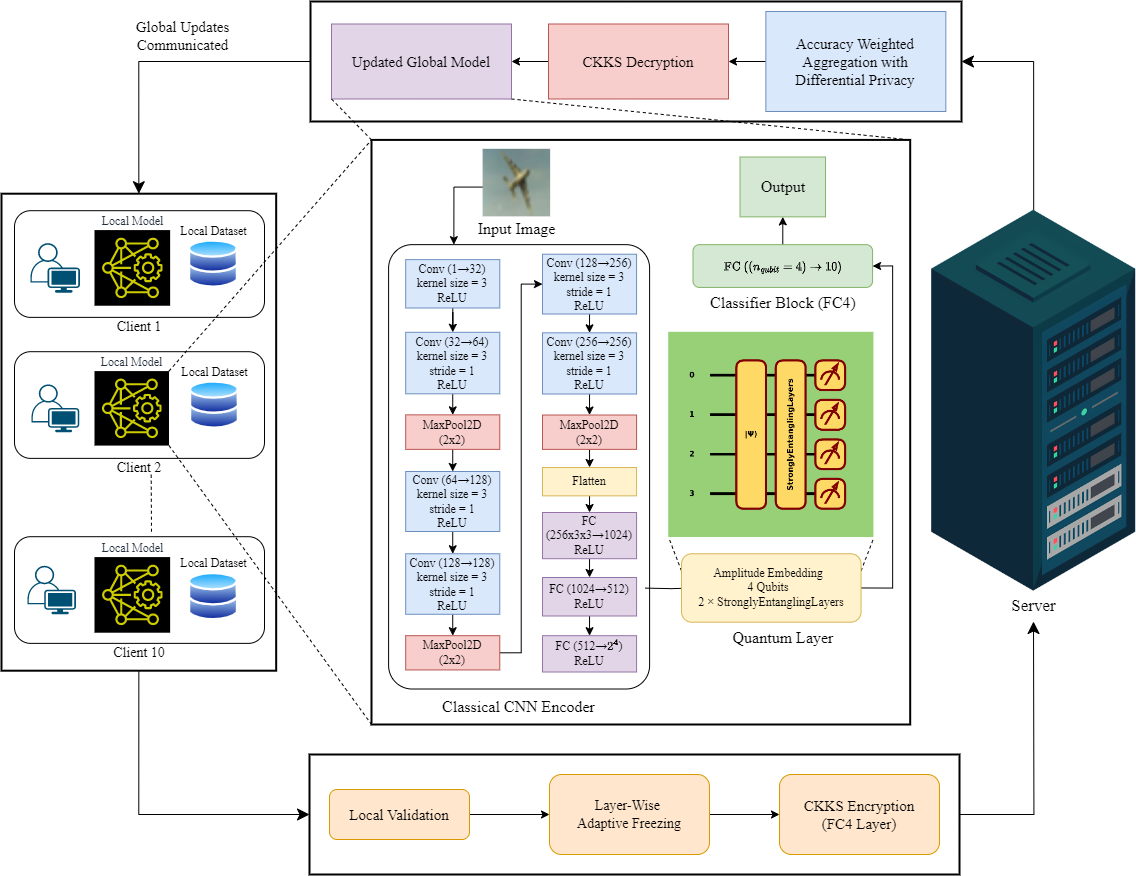 Global Updates
Communicated
Updated Global Model
CKKS Decryption
Accuracy Weighted
Aggregation with
Differential Privacy
Local Model
Local Dataset
Client 1
Local Model
Local Dataset
Client 2
Local Model
Local Dataset
Client 10
Input Image
Conv (1→32)
kernel size = 3
ReLU
Conv (32→64)
kernel size = 3
stride = 1
ReLU
MaxPool2D
(2x2)
Conv (64→128)
kernel size = 3
stride = 1
ReLU
Conv (128→128)
kernel size = 3
stride = 1
ReLU
MaxPool2D
(2x2)
Conv (128→256)
kernel size = 3
stride = 1
ReLU
Conv (256→256)
kernel size = 3
stride = 1
ReLU
MaxPool2D
(2x2)
Flatten
FC
(256x3x3→1024)
ReLU
FC (1024→512)
ReLU
FC (512→2⁴)
ReLU
Classical CNN Encoder
Output
FC ((n_qubit = 4) → 10)
Classifier Block (FC4)
0
1
2
3
|Ψ⟩
StronglyEntanglingLayers
Amplitude Embedding
4 Qubits
2 × StronglyEntanglingLayers
Quantum Layer
Server
Local Validation
Layer-Wise
Adaptive Freezing
CKKS Encryption
(FC4 Layer)